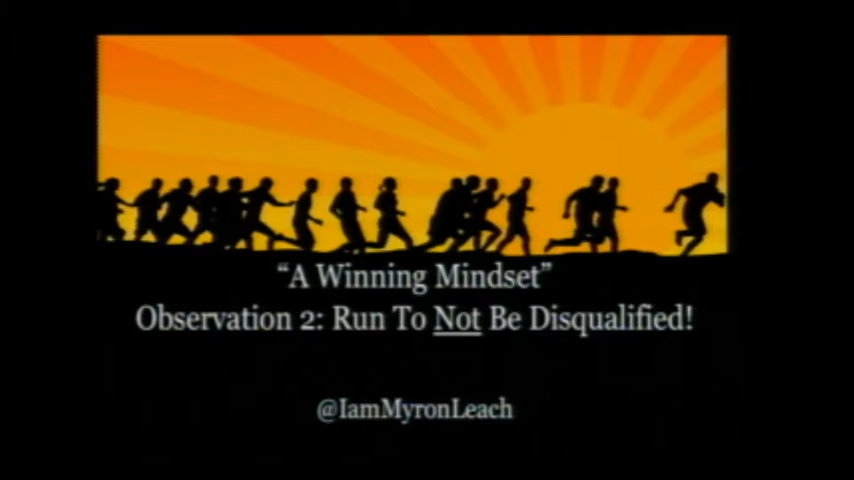 “A Winning Mindset”
Observation 2: Run To Not Be Disqualified!
@IamMyronLeach